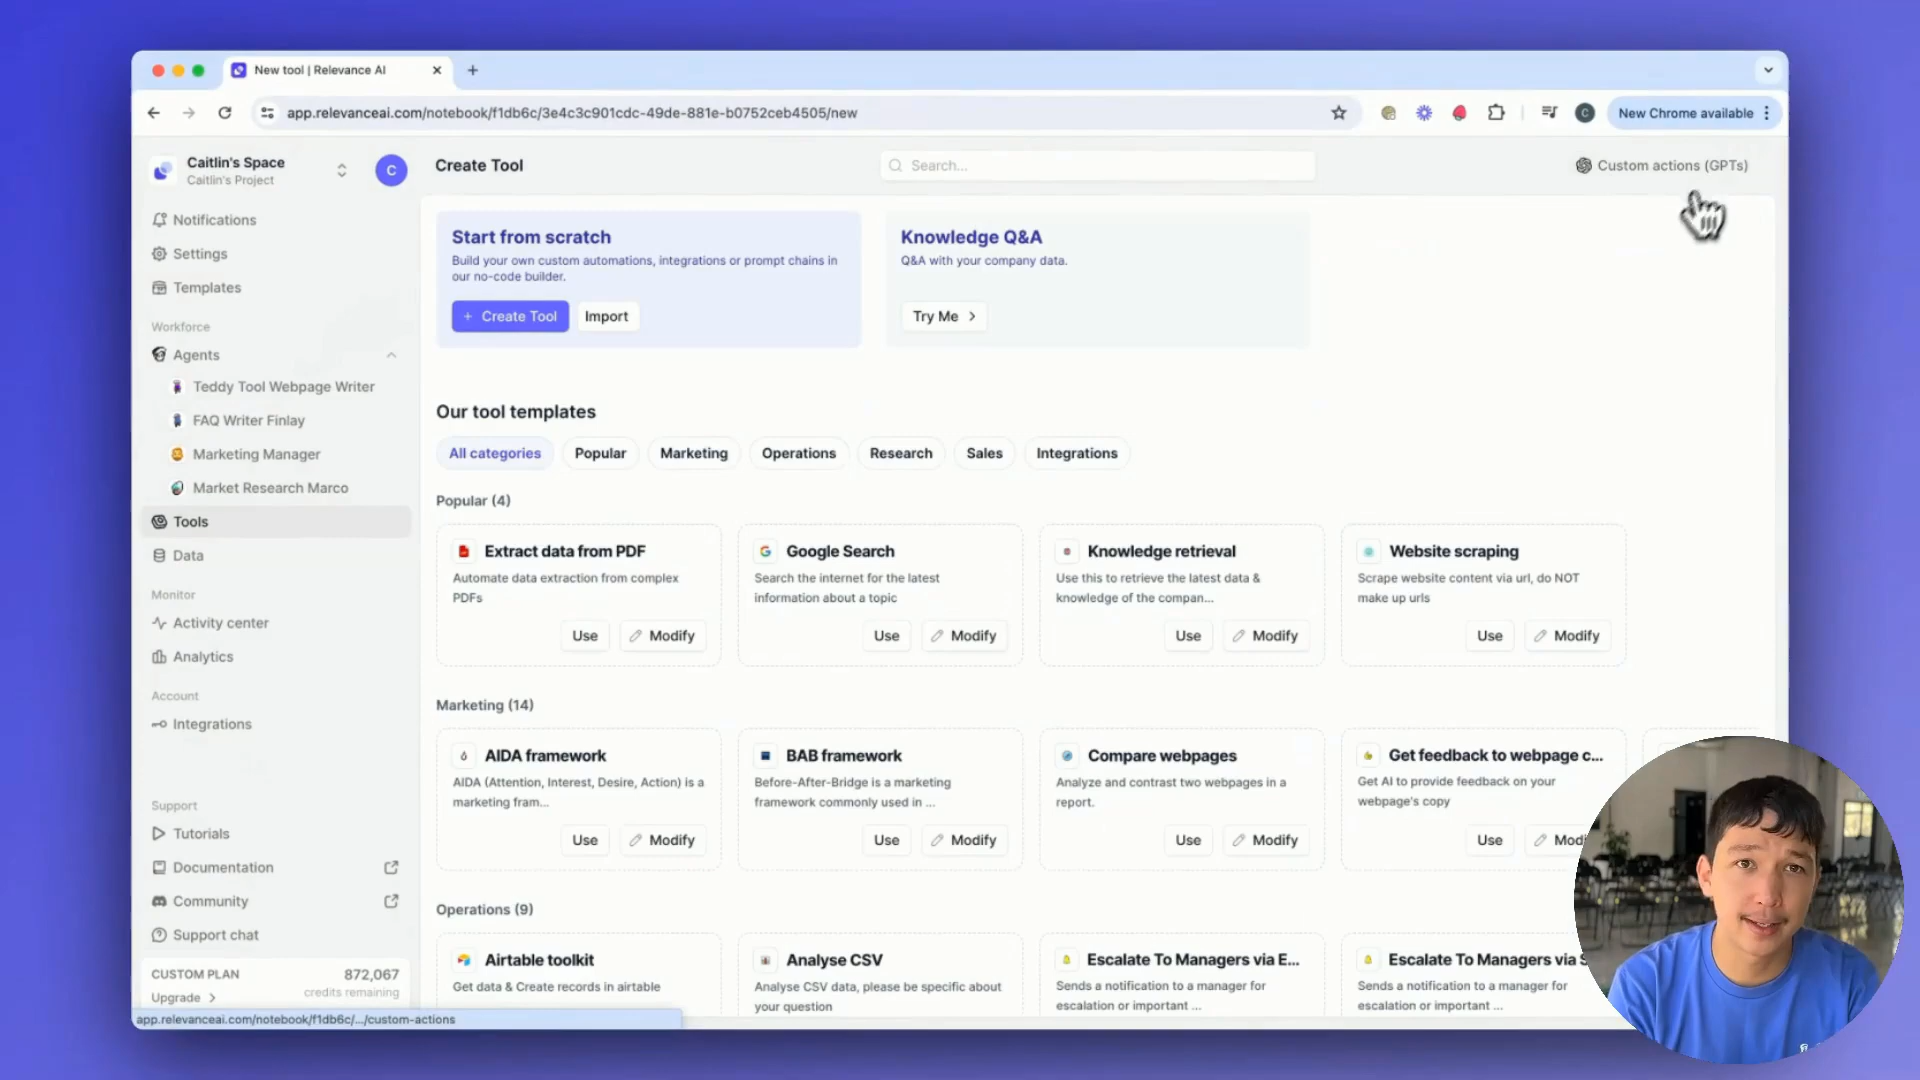 New tool | Relevance AI
app.relevanceai.com/notebook/f1db6c/3e4c3c901cdc-49de-881e-b0752ceb4505/new
C
New Chrome available
Caitlin's Space
Caitlin's Project
C
Create Tool
Search...
Custom actions (GPTs)
Notifications
Settings
Templates
Workforce
Agents
Teddy Tool Webpage Writer
FAQ Writer Finlay
Marketing Manager
Market Research Marco
Tools
Data
Monitor
Activity center
Analytics
Account
Integrations
Support
Tutorials
Documentation
Community
Support chat
CUSTOM PLAN
872,067
Upgrade
credits remaining
app.relevanceai.com/notebook/f1db6c/.../custom-actions
Start from scratch
Build your own custom automations, integrations or prompt chains in
our no-code builder.
+ Create Tool
Import
Knowledge Q&A
Q&A with your company data.
Try Me
Our tool templates
All categories
Popular
Marketing
Operations
Research
Sales
Integrations
Popular (4)
Extract data from PDF
Automate data extraction from complex
PDFs
Use
Modify
Google Search
Search the internet for the latest
information about a topic
Use
Modify
Knowledge retrieval
Use this to retrieve the latest data &
knowledge of the compan...
Use
Modify
Website scraping
Scrape website content via url, do NOT
make up urls
Use
Modify
Marketing (14)
AIDA framework
AIDA (Attention, Interest, Desire, Action) is a
marketing fram...
Use
Modify
BAB framework
Before-After-Bridge is a marketing
framework commonly used in ...
Use
Modify
Compare webpages
Analyze and contrast two webpages in a
report.
Use
Modify
Get feedback to webpage c...
Get AI to provide feedback on your
webpage's copy
Use
Operations (9)
Airtable toolkit
Get data & Create records in airtable
Analyse CSV
Analyse CSV data, please be specific about
your question
Escalate To Managers via E...
Sends a notification to a manager for
escalation or important ...
Escalate To Managers via
Sends a notification to a manager for
escalation or important ...